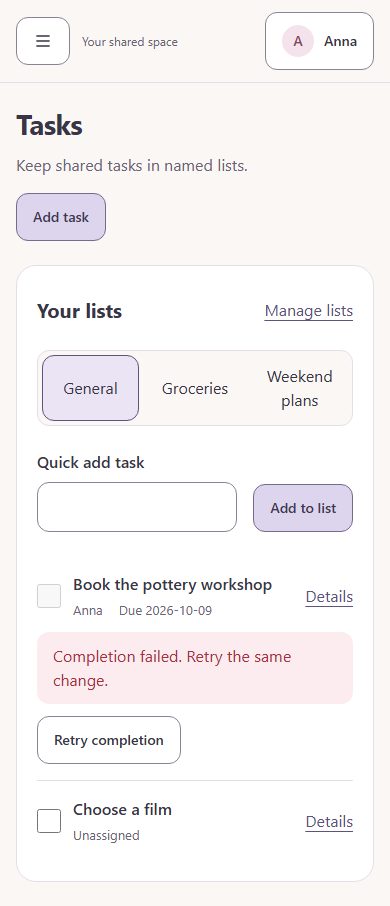 Your shared space
A Anna
Tasks
Keep shared tasks in named lists.
Add task
Your lists
Manage lists
General
Groceries
Weekend
plans
Quick add task
Add to list
Book the pottery workshop
Anna Due 2026-10-09
Details
Completion failed. Retry the same
change.
Retry completion
Choose a film
Unassigned
Details